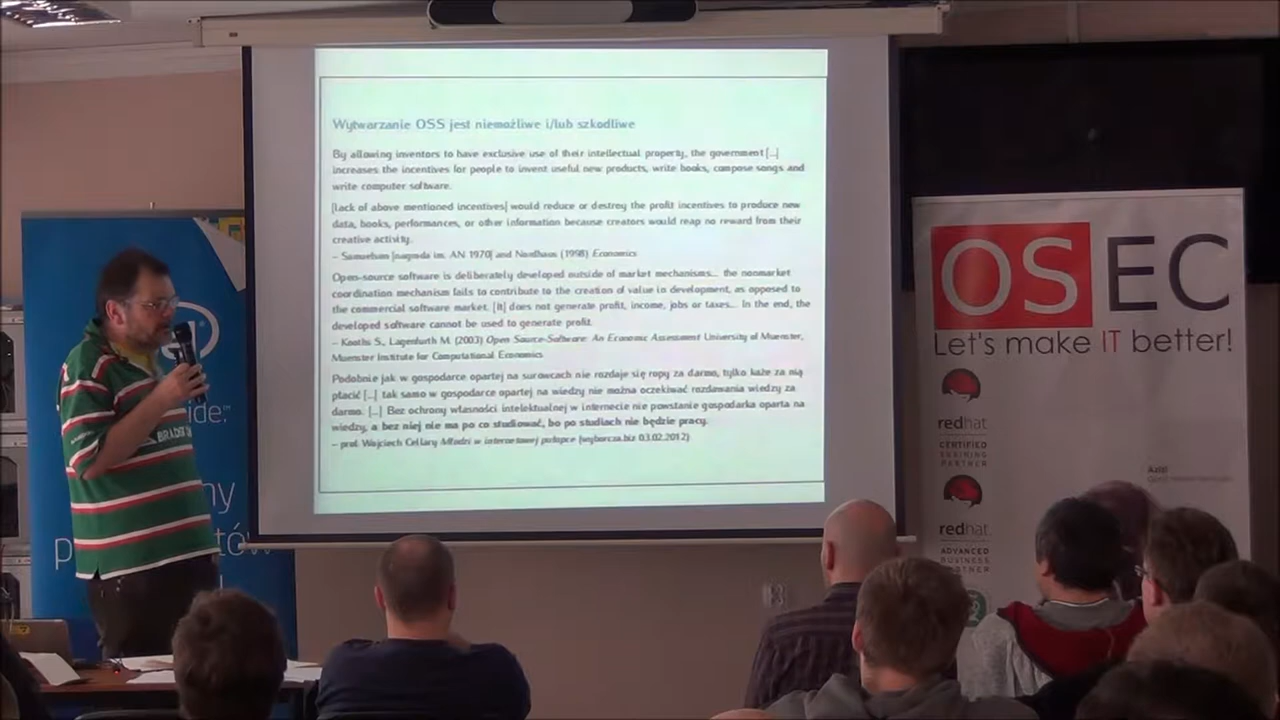 Wytwarzanie OSS jest niemożliwe i/lub szkodliwe
By allowing inventors to have exclusive use of their intellectual property, the government [...]
increases the incentives for people to invent useful new products, write books, compose songs and
write computer software.
[lack of above mentioned incentives] would reduce or destroy the profit incentives to produce new
data, books, performances, or other information because creators would reap no reward from their
creative activity.
– Samuelson [nagroda im. AN 1970] and Nordhaus (1998) Economics
Open-source software is deliberately developed outside of market mechanisms... the nonmarket
coordination mechanism fails to contribute to the creation of value in development, as opposed to
the commercial software market. [It] does not generate profit, income, jobs or taxes... In the end, the
developed software cannot be used to generate profit.
– Kooths S., Langenfurth M. (2003) Open Source-Software: An Economic Assessment University of Muenster,
Muenster Institute for Computational Economics
Podobnie jak w gospodarce opartej na surowcach nie rozdaje się ropy za darmo, tylko każe za nią
płacić [...] tak samo w gospodarce opartej na wiedzy nie można oczekiwać rozdawania wiedzy za
darmo. [...] Bez ochrony własności intelektualnej w internecie nie powstanie gospodarka oparta na
wiedzy, a bez niej nie ma po co studiować, bo po studiach nie będzie pracy.
– prof. Wojciech Cellary Młodzi w internetowej pułapce (wyborcza.biz 03.02.2012)
OSEC
Let's make IT better!
redhat.
CERTIFIED
TRAINING
PARTNER
redhat.
ADVANCED
BUSINESS
ide.™
ny
p
tów